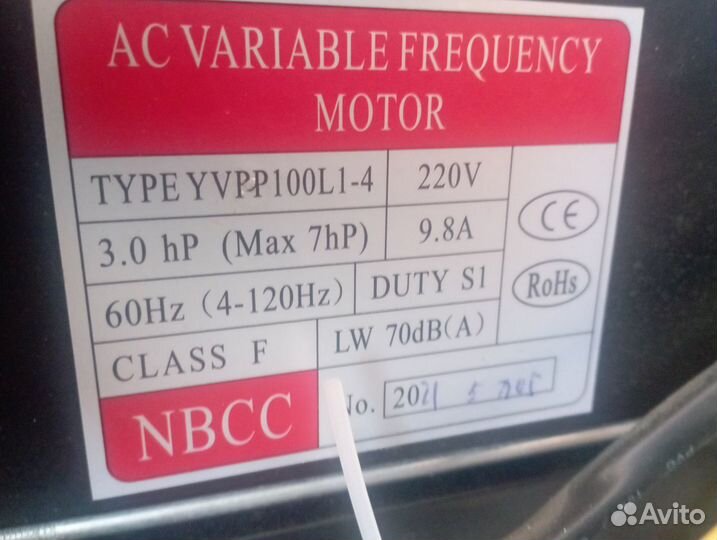 AC VARIABLE FREQUENCY
MOTOR
TYPE YVPP100L1-4 220V
3.0 hP (Max 7hP) 9.8A
CE
60Hz (4-120Hz) DUTY S1
RoHs
CLASS F LW 70dB(A)
NBCC
No. 2021 5
Avito